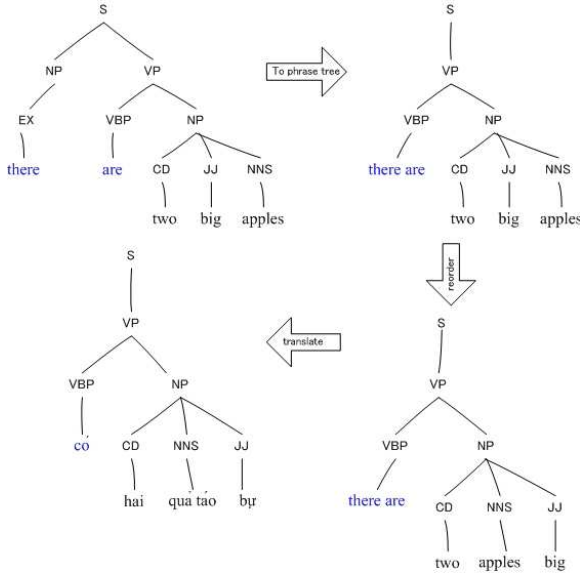 S
NP VP
EX VBP NP
there are CD JJ NNS
two big apples
To phrase tree
S
VP
VBP NP
there are CD JJ NNS
two big apples
reorder
S
VP
VBP NP
there are CD NNS JJ
two apples big
translate
S
VP
VBP NP
có CD NNS JJ
hai quả táo bự